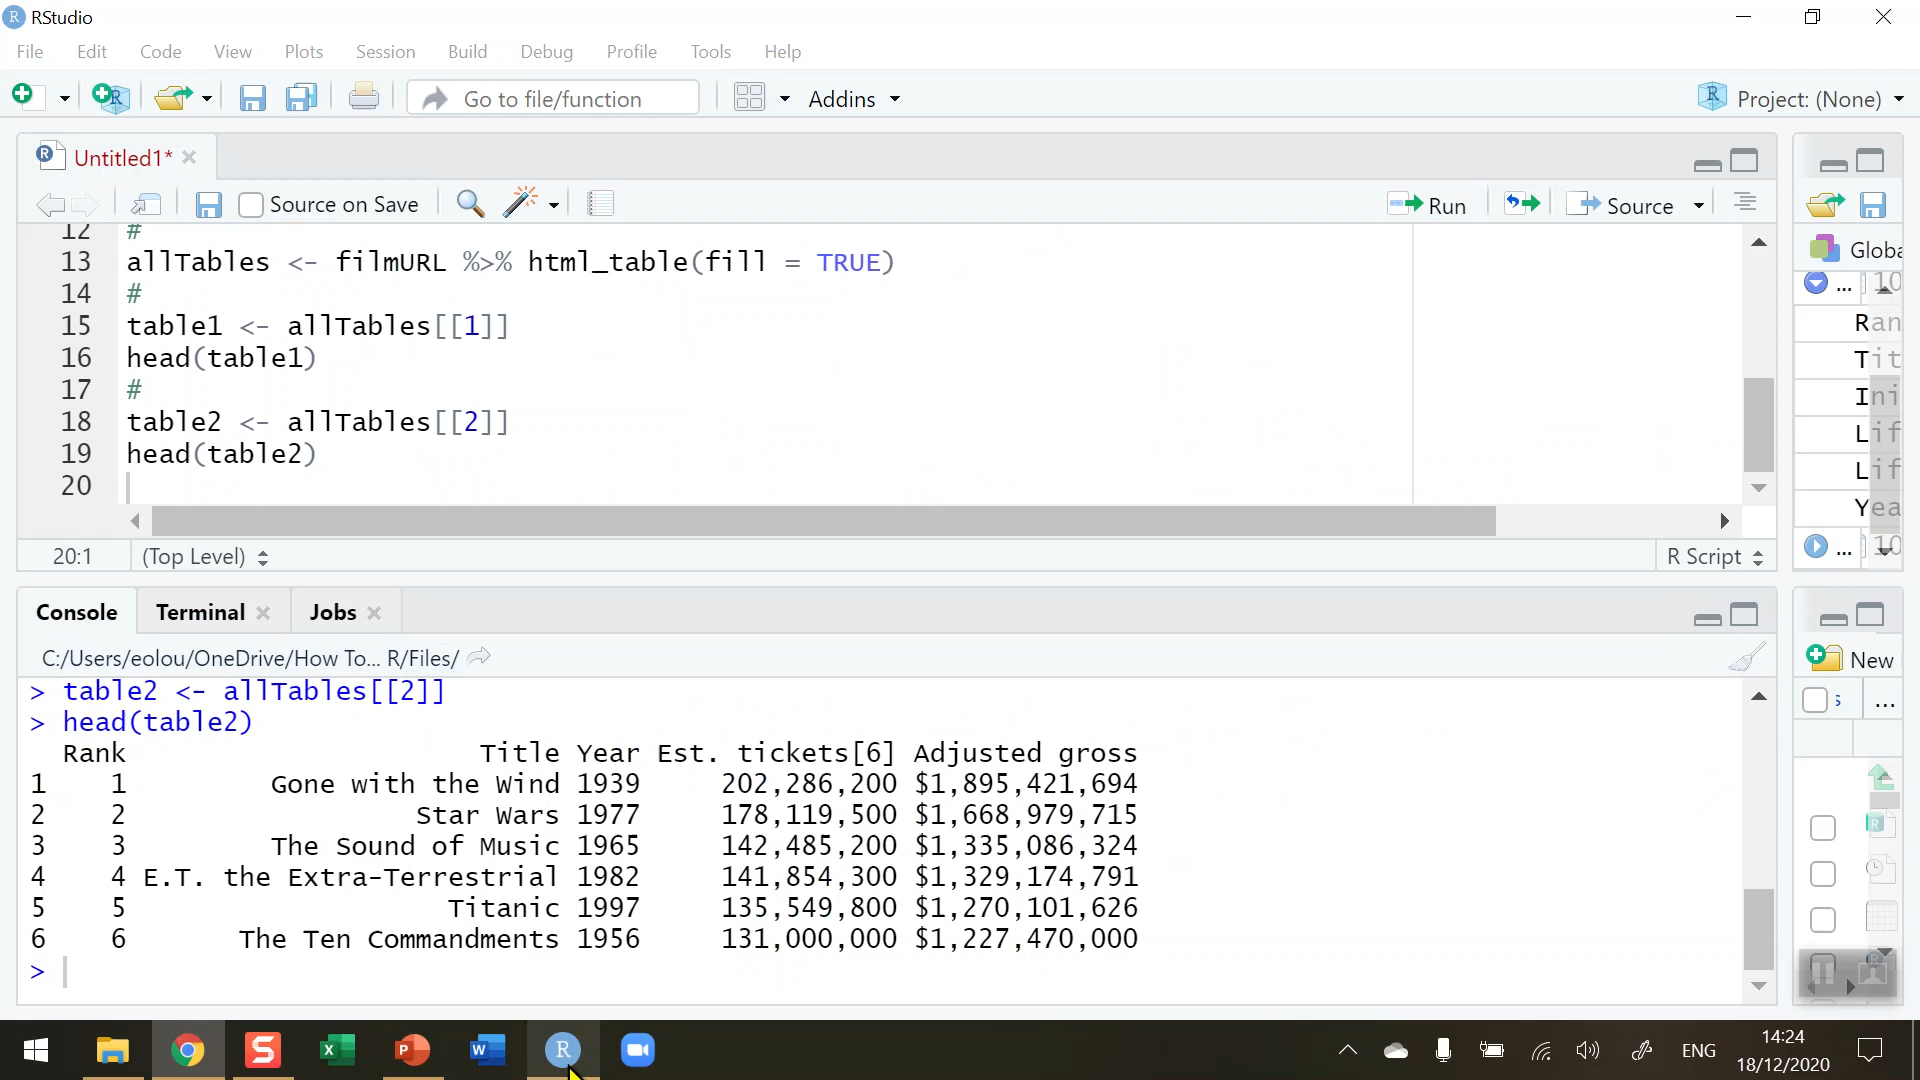 RStudio
File Edit Code View Plots Session Build Debug Profile Tools Help
Go to file/function Addins Project: (None)
Untitled1*
Source on Save Run Source
12 #
13 allTables <- filmURL %>% html_table(fill = TRUE)
14 #
15 table1 <- allTables[[1]]
16 head(table1)
17 #
18 table2 <- allTables[[2]]
19 head(table2)
20
20:1 (Top Level) R Script
Globa
... 10
Ran
Tit
Ini
Lif
Lif
Yea
... 10
Console Terminal Jobs
C:/Users/eolou/OneDrive/How To... R/Files/
New
> table2 <- allTables[[2]]
> head(table2)
Rank Title Year Est. tickets[6] Adjusted gross
1 1 Gone with the Wind 1939 202,286,200 $1,895,421,694
2 2 Star Wars 1977 178,119,500 $1,668,979,715
3 3 The Sound of Music 1965 142,485,200 $1,335,086,324
4 4 E.T. the Extra-Terrestrial 1982 141,854,300 $1,329,174,791
5 5 Titanic 1997 135,549,800 $1,270,101,626
6 6 The Ten Commandments 1956 131,000,000 $1,227,470,000
>
ENG
14:24
18/12/2020